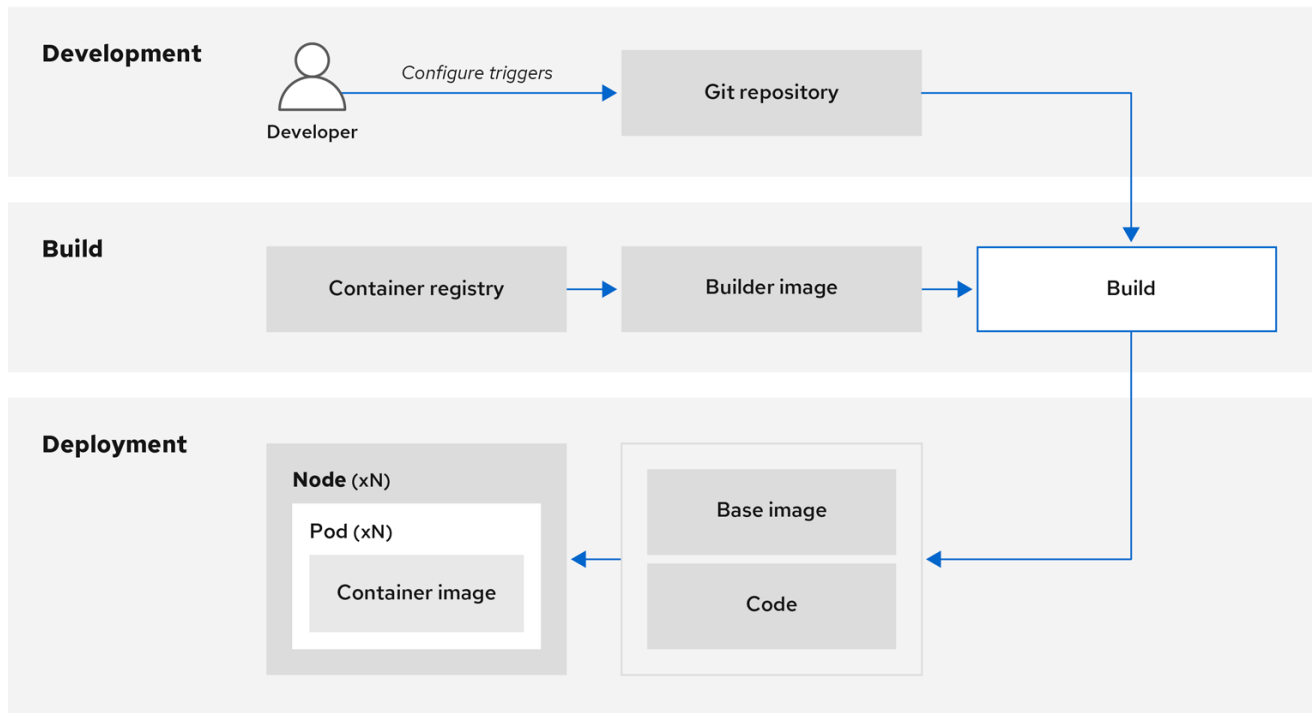 Development
Configure triggers
Developer
Git repository
Build
Container registry
Builder image
Build
Deployment
Node (xN)
Pod (xN)
Container image
Base image
Code